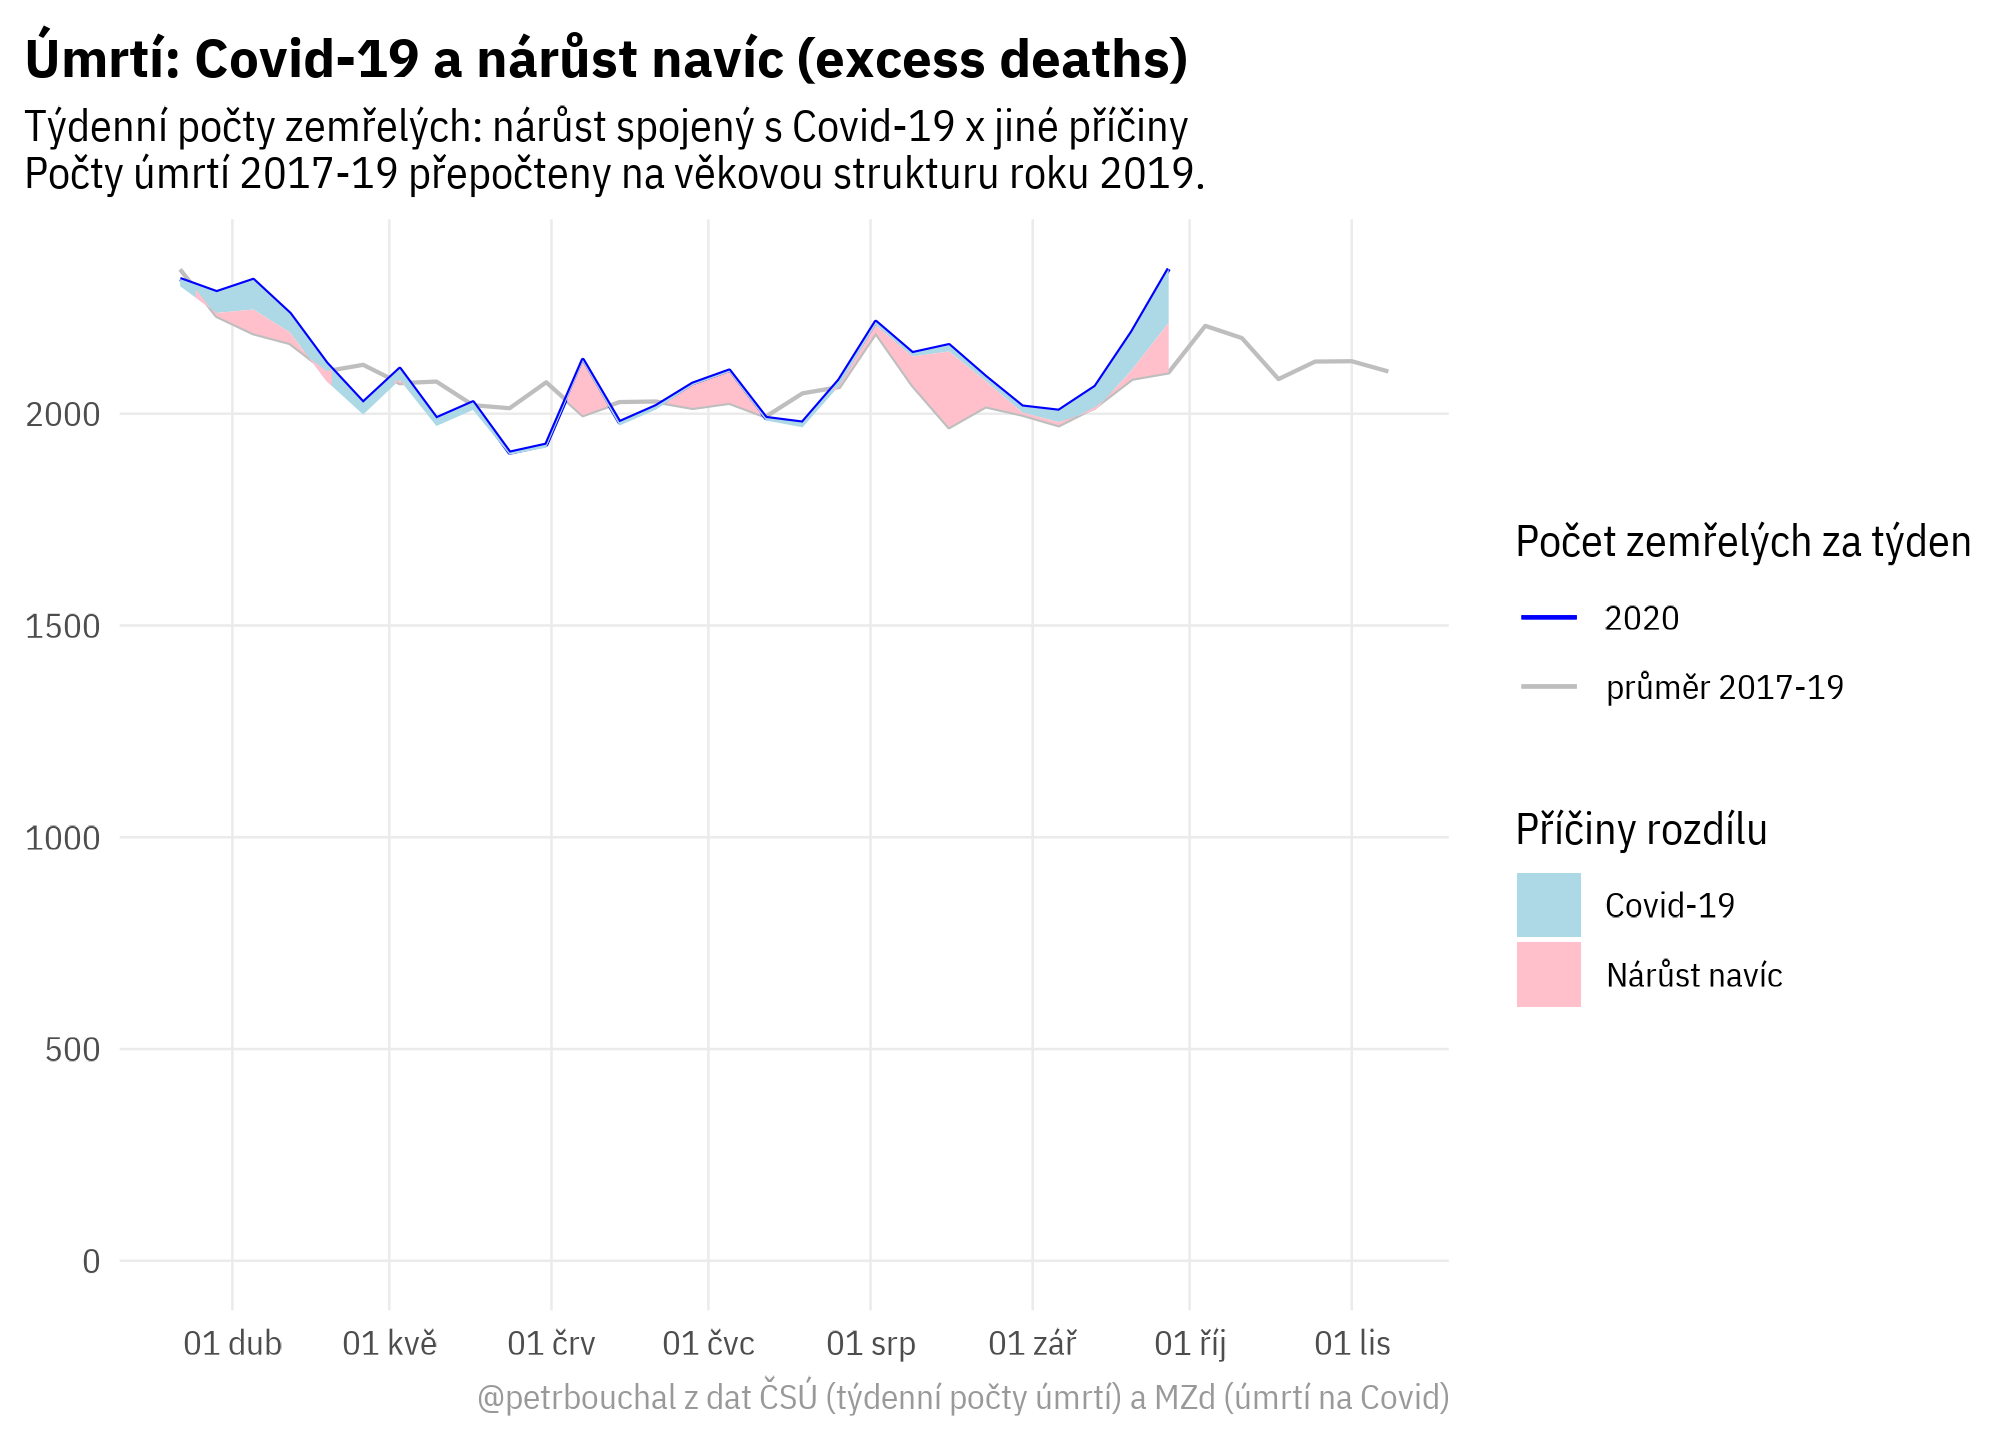 Úmrtí: Covid-19 a nárůst navíc (excess deaths)
Týdenní počty zemřelých: nárůst spojený s Covid-19 x jiné příčiny
Počty úmrtí 2017-19 přepočteny na věkovou strukturu roku 2019.
2000
1500
1000
500
0
01 dub
01 kvě
01 črv
01 čvc
01 srp
01 zář
01 říj
01 lis
Počet zemřelých za týden
2020
průměr 2017-19
Příčiny rozdílu
Covid-19
Nárůst navíc
@petrbouchal z dat ČSÚ (týdenní počty úmrtí) a MZd (úmrtí na Covid)